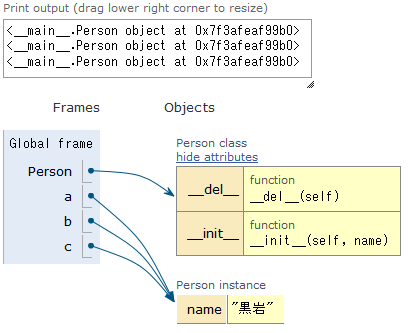 Print output (drag lower right corner to resize)
<__main__.Person object at 0x7f3afeaf99b0>
<__main__.Person object at 0x7f3afeaf99b0>
<__main__.Person object at 0x7f3afeaf99b0>
Frames Objects
Global frame
Person
a
b
c
Person class
hide attributes
__del__ function
__del__(self)
__init__ function
__init__(self, name)
Person instance
name "黒岩"